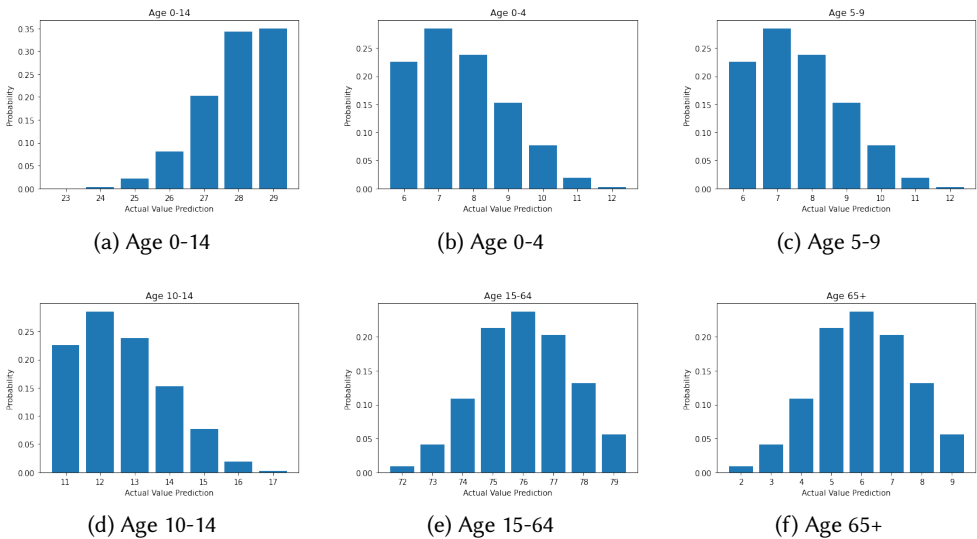 Age 0-14
0.35
0.30
0.25
0.20
0.15
0.10
0.05
0.00
Probability
23 24 25 26 27 28 29
Actual Value Prediction
(a) Age 0-14
Age 0-4
0.25
0.20
0.15
0.10
0.05
0.00
Probability
6 7 8 9 10 11 12
Actual Value Prediction
(b) Age 0-4
Age 5-9
0.25
0.20
0.15
0.10
0.05
0.00
Probability
6 7 8 9 10 11 12
Actual Value Prediction
(c) Age 5-9
Age 10-14
0.25
0.20
0.15
0.10
0.05
0.00
Probability
11 12 13 14 15 16 17
Actual Value Prediction
(d) Age 10-14
Age 15-64
0.20
0.15
0.10
0.05
0.00
Probability
72 73 74 75 76 77 78 79
Actual Value Prediction
(e) Age 15-64
Age 65+
0.20
0.15
0.10
0.05
0.00
Probability
2 3 4 5 6 7 8 9
Actual Value Prediction
(f) Age 65+